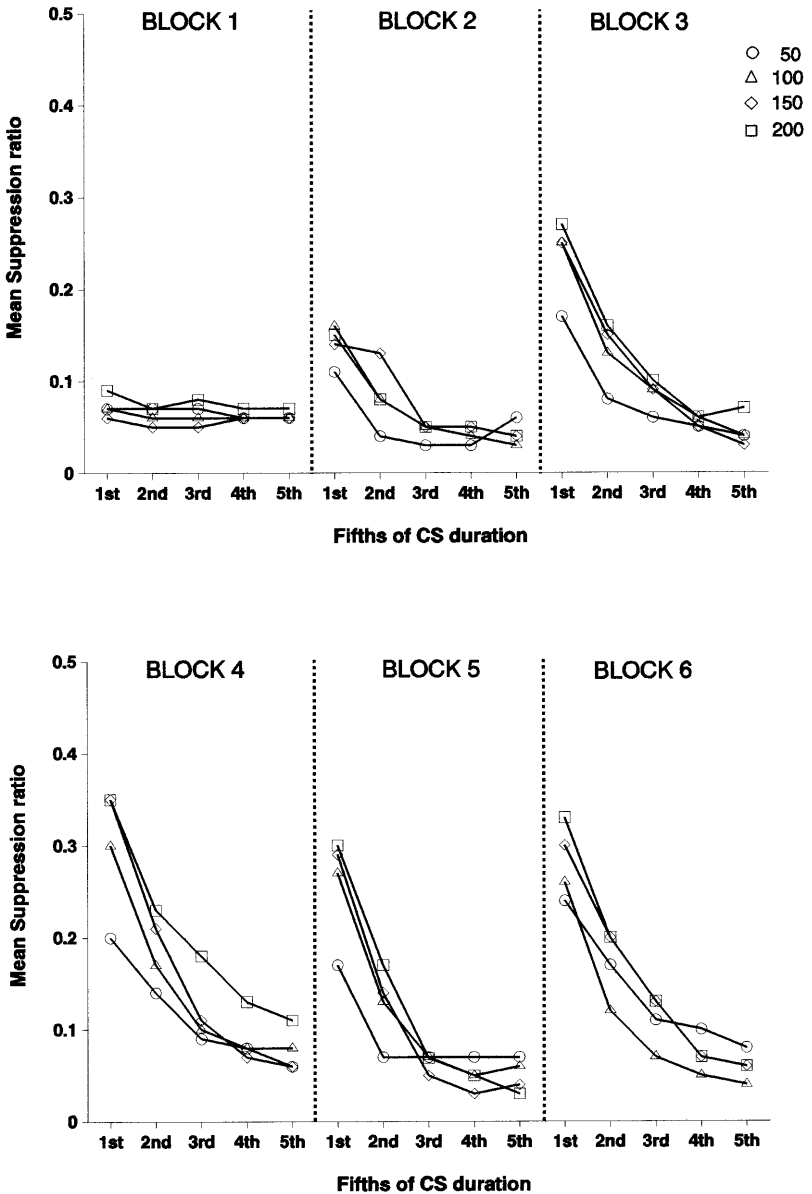 BLOCK 1 BLOCK 2 BLOCK 3
50
100
150
200
Mean Suppression ratio
0.5
0.4
0.3
0.2
0.1
0
1st 2nd 3rd 4th 5th 1st 2nd 3rd 4th 5th 1st 2nd 3rd 4th 5th
Fifths of CS duration
BLOCK 4 BLOCK 5 BLOCK 6
Mean Suppression ratio
0.5
0.4
0.3
0.2
0.1
0
1st 2nd 3rd 4th 5th 1st 2nd 3rd 4th 5th 1st 2nd 3rd 4th 5th
Fifths of CS duration